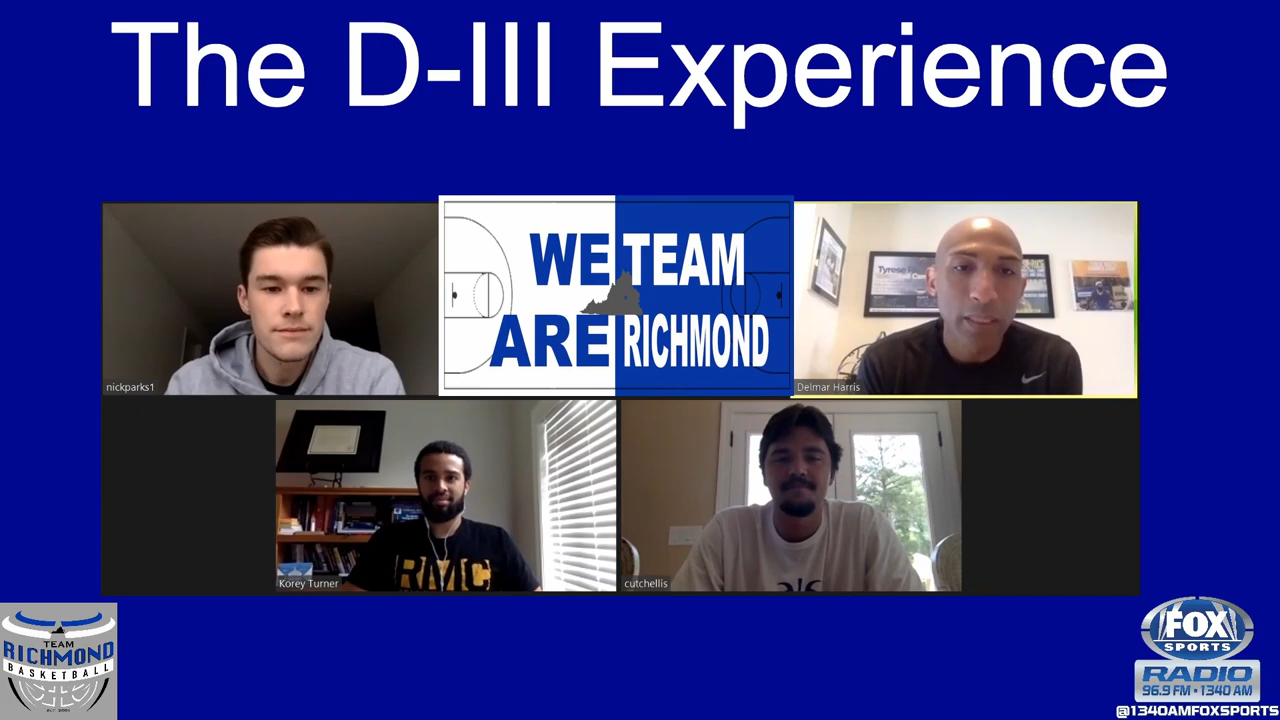 The D-III Experience
WE TEAM
ARE RICHMOND
Tyrese
nickparks1
Delmar Harris
RMC
Korey Turner
cutchellis
TEAM
RICHMOND
BASKETBALL
FOX
SPORTS
RADIO
96.9 FM • 1340 AM
@1340AMFOXSPORTS